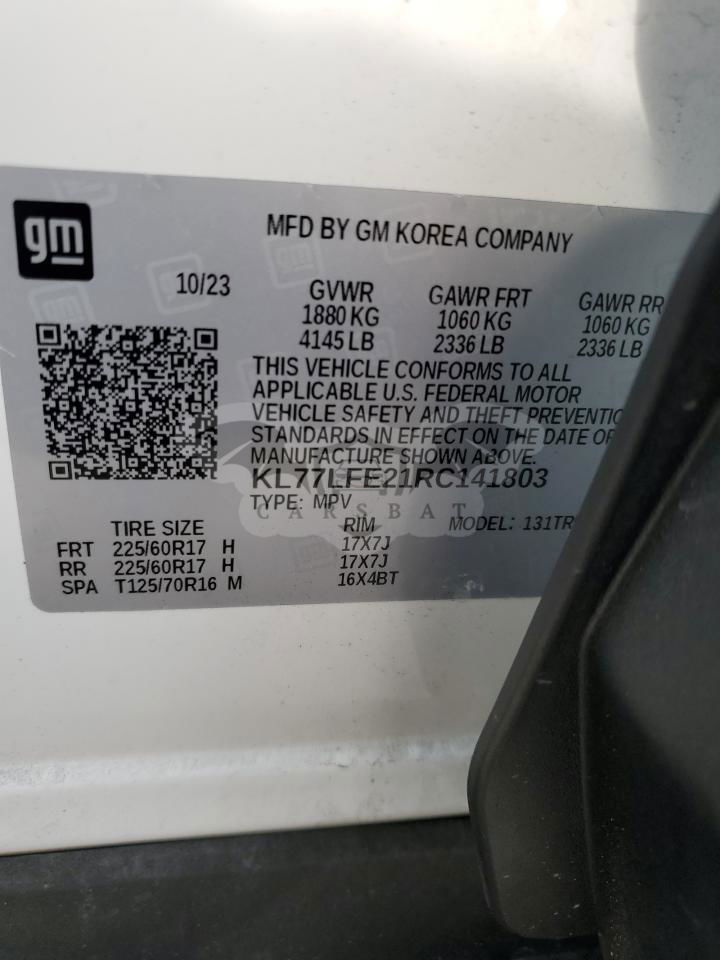 gm
MFD BY GM KOREA COMPANY
10/23 GVWR GAWR FRT GAWR RR
1880 KG 1060 KG 1060 KG
4145 LB 2336 LB 2336 LB
THIS VEHICLE CONFORMS TO ALL
APPLICABLE U.S. FEDERAL MOTOR
VEHICLE SAFETY AND THEFT PREVENTIO
STANDARDS IN EFFECT ON THE DATE OF
MANUFACTURE SHOWN ABOVE.
KL77LFE21RC141803
TYPE: MPV
CARSBAT
TIRE SIZE RIM MODEL: 131TR
FRT 225/60R17 H 17X7J
RR 225/60R17 H 17X7J
SPA T125/70R16 M 16X4BT